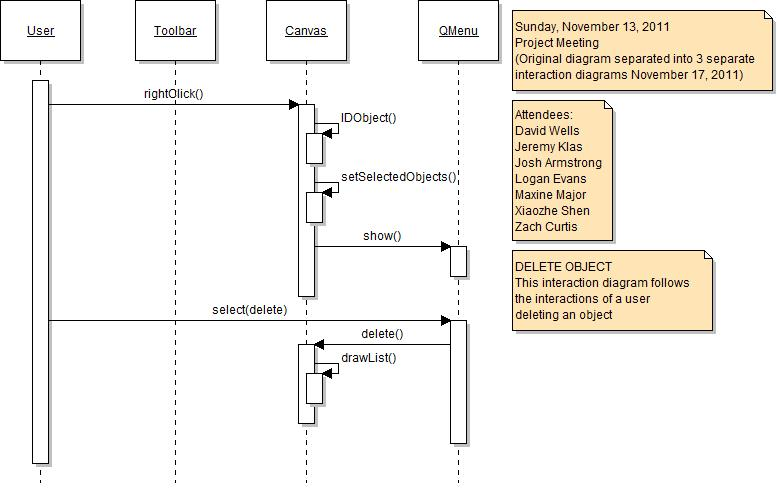 User
Toolbar
Canvas
QMenu
rightClick()
IDObject()
setSelectedObjects()
show()
select(delete)
delete()
drawList()
Sunday, November 13, 2011
Project Meeting
(Original diagram separated into 3 separate
interaction diagrams November 17, 2011)
Attendees:
David Wells
Jeremy Klas
Josh Armstrong
Logan Evans
Maxine Major
Xiaozhe Shen
Zach Curtis
DELETE OBJECT
This interaction diagram follows
the interactions of a user
deleting an object